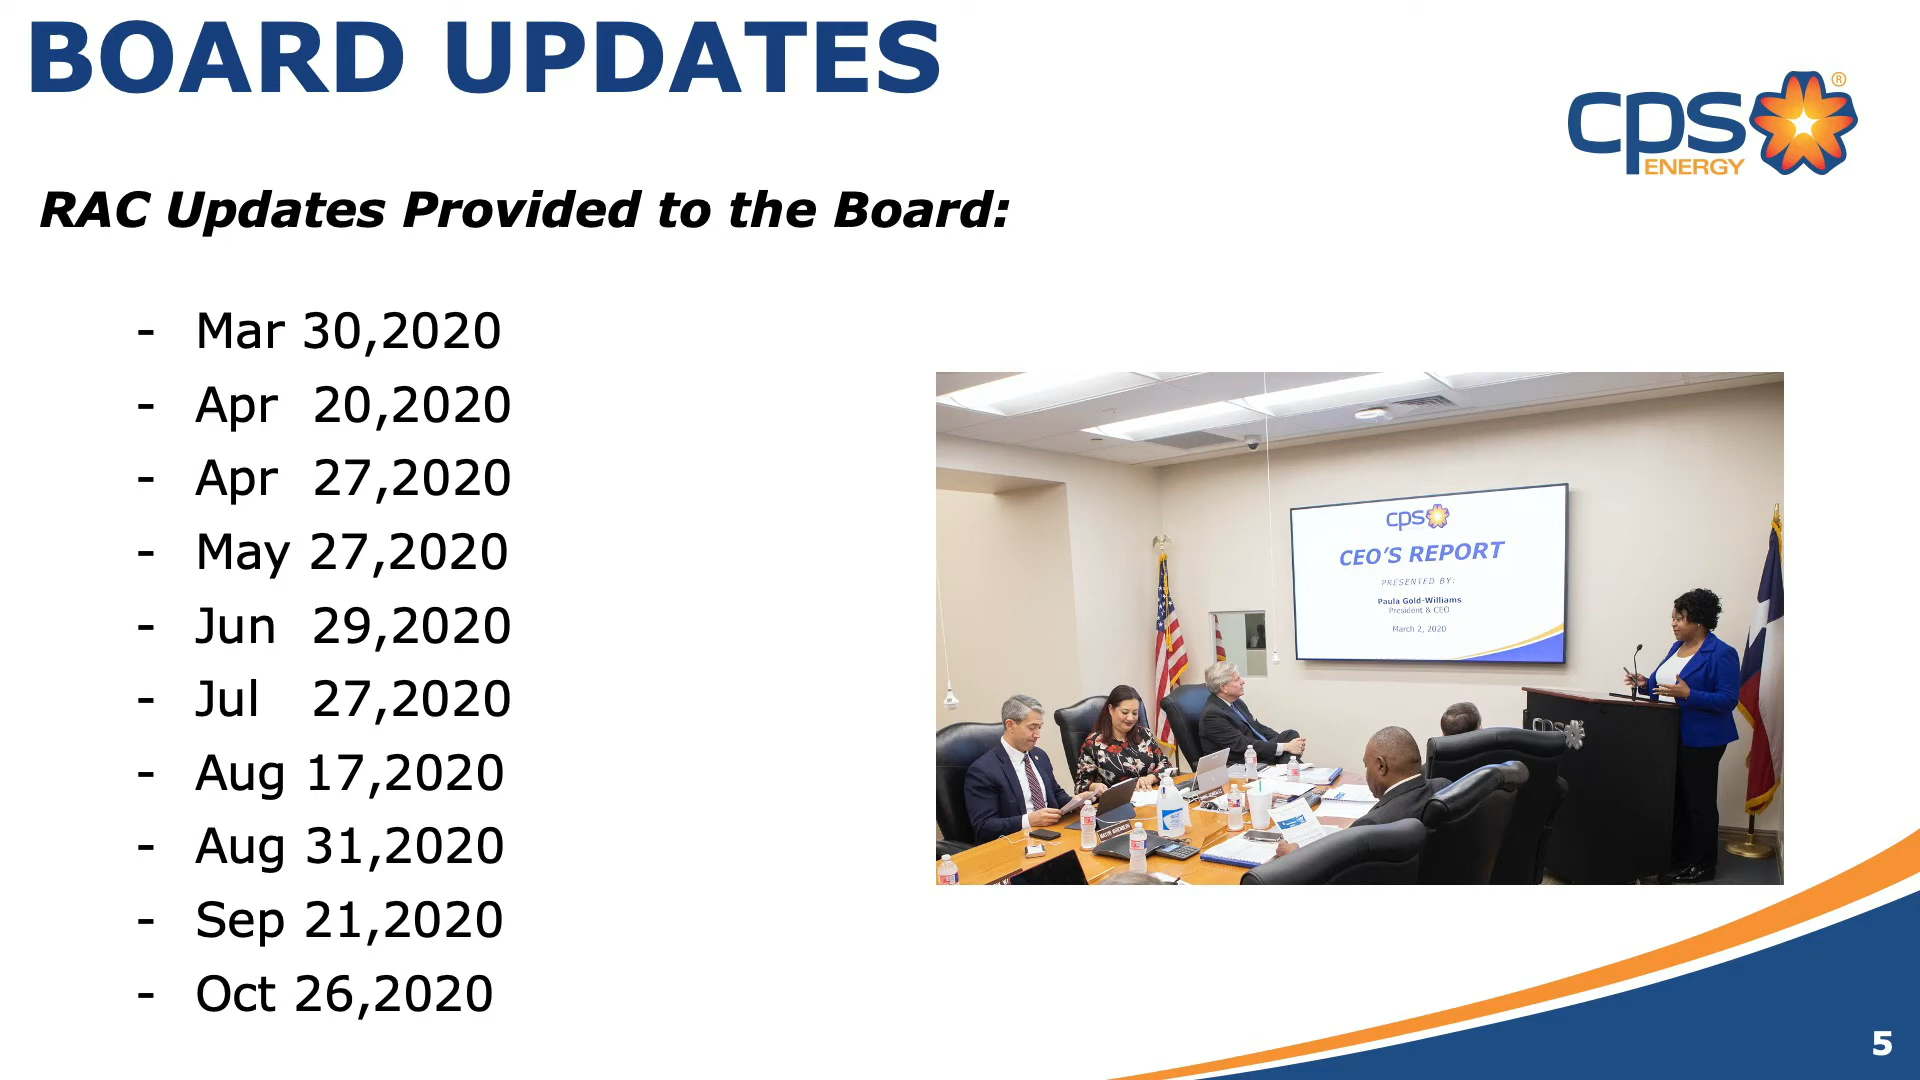 BOARD UPDATES
cps
ENERGY
®
RAC Updates Provided to the Board:
- Mar 30,2020
- Apr 20,2020
- Apr 27,2020
- May 27,2020
- Jun 29,2020
- Jul 27,2020
- Aug 17,2020
- Aug 31,2020
- Sep 21,2020
- Oct 26,2020
cps
CEO'S REPORT
PRESENTED BY:
Paula Gold-Williams
President & CEO
March 2, 2020
cps
5